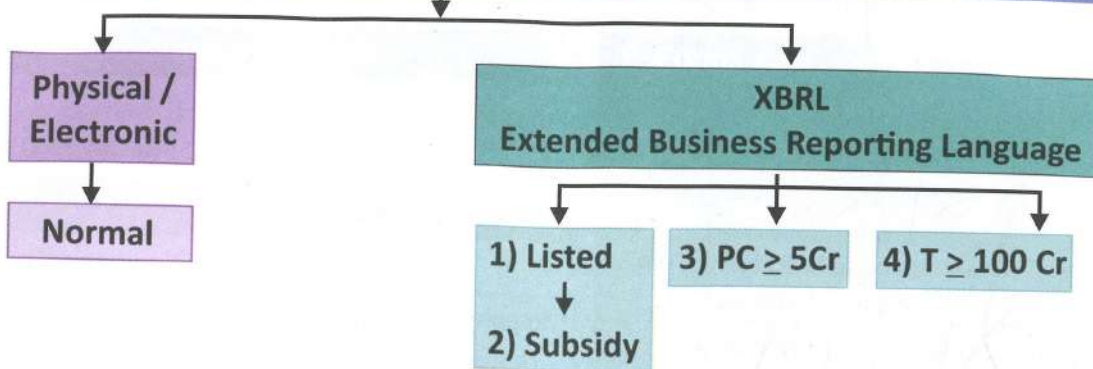 Physical /
Electronic
Normal
XBRL
Extended Business Reporting Language
1) Listed
2) Subsidy
3) PC ≥ 5Cr
4) T ≥ 100 Cr